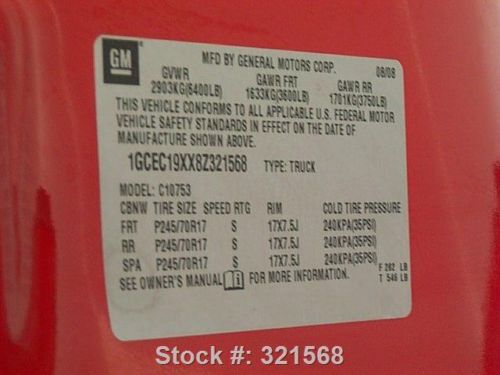 GM
MFD BY GENERAL MOTORS CORP. 08/08
GVWR GAWR FRT GAWR RR
2903KG(6400LB) 1633KG(3600LB) 1701KG(3750LB)
THIS VEHICLE CONFORMS TO ALL APPLICABLE U.S. FEDERAL MOTOR
VEHICLE SAFETY STANDARDS IN EFFECT ON THE DATE OF
MANUFACTURE SHOWN ABOVE.
1GCEC19XX8Z321568 TYPE: TRUCK
MODEL: C10753
CBNW TIRE SIZE SPEED RTG RIM COLD TIRE PRESSURE
FRT P245/70R17 S 17X7.5J 240KPA(35PSI)
RR P245/70R17 S 17X7.5J 240KPA(35PSI)
SPA P245/70R17 S 17X7.5J 240KPA(35PSI)
SEE OWNER'S MANUAL FOR MORE INFORMATION.
F 282 LB
T 546 LB
Stock #: 321568